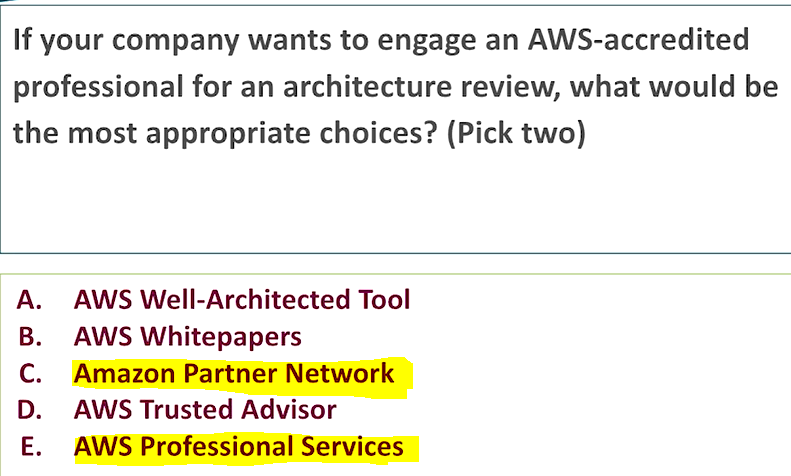 If your company wants to engage an AWS-accredited
professional for an architecture review, what would be
the most appropriate choices? (Pick two)
A. AWS Well-Architected Tool
B. AWS Whitepapers
C. Amazon Partner Network
D. AWS Trusted Advisor
E. AWS Professional Services